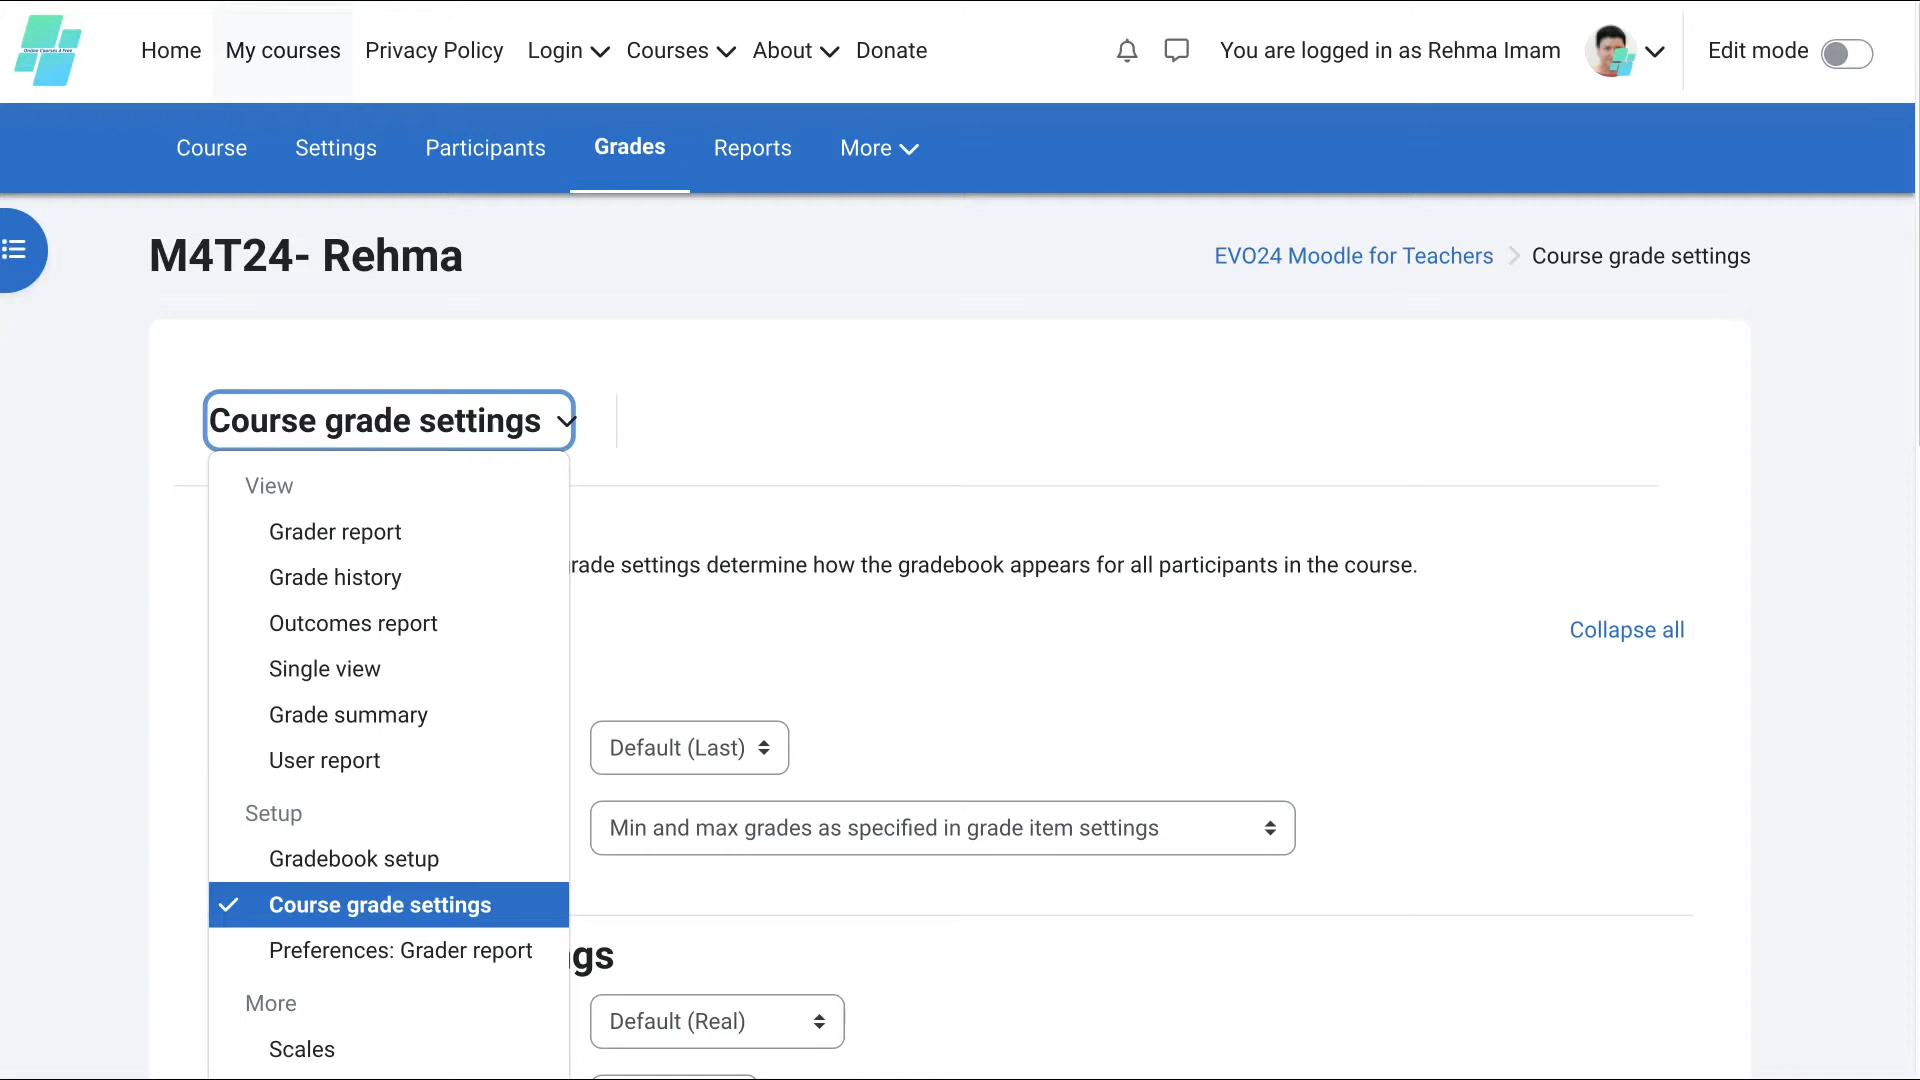 Online Courses 4 Free
Home My courses Privacy Policy Login Courses About Donate
You are logged in as Rehma Imam Edit mode
Course Settings Participants Grades Reports More
M4T24- Rehma
EVO24 Moodle for Teachers Course grade settings
Course grade settings
View
Grader report
Grade history
rade settings determine how the gradebook appears for all participants in the course.
Outcomes report
Collapse all
Single view
Grade summary
User report
Default (Last)
Setup
Min and max grades as specified in grade item settings
Gradebook setup
Course grade settings
Preferences: Grader report
gs
More
Default (Real)
Scales